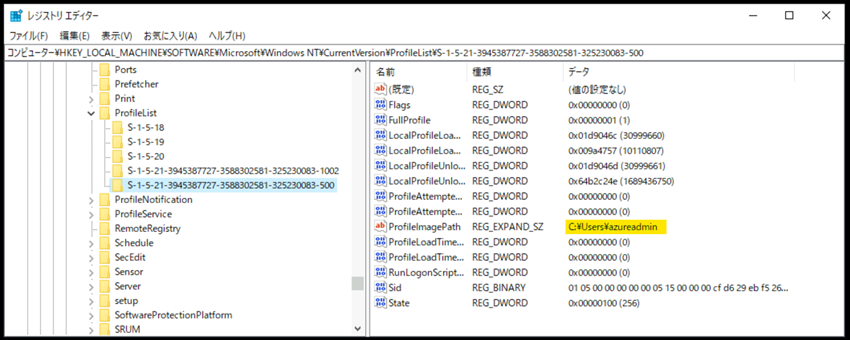 レジストリ エディター
ファイル(F) 編集(E) 表示(V) お気に入り(A) ヘルプ(H)
コンピューター¥HKEY_LOCAL_MACHINE¥SOFTWARE¥Microsoft¥Windows NT¥CurrentVersion¥ProfileList¥S-1-5-21-3945387727-3588302581-325230083-500
Ports
Prefetcher
Print
ProfileList
S-1-5-18
S-1-5-19
S-1-5-20
S-1-5-21-3945387727-3588302581-325230083-1002
S-1-5-21-3945387727-3588302581-325230083-500
ProfileNotification
ProfileService
RemoteRegistry
Schedule
SecEdit
Sensor
Server
setup
SoftwareProtectionPlatform
SRUM
名前 種類 データ
(既定) REG_SZ (値の設定なし)
Flags REG_DWORD 0x00000000 (0)
FullProfile REG_DWORD 0x00000001 (1)
LocalProfileLoa... REG_DWORD 0x01d9046c (30999660)
LocalProfileLoa... REG_DWORD 0x009a4757 (10110807)
LocalProfileUnlo... REG_DWORD 0x01d9046d (30999661)
LocalProfileUnlo... REG_DWORD 0x64b2c24e (1689436750)
ProfileAttempte... REG_DWORD 0x00000000 (0)
ProfileAttempte... REG_DWORD 0x00000000 (0)
ProfileImagePath REG_EXPAND_SZ C:¥Users¥azureadmin
ProfileLoadTime... REG_DWORD 0x00000000 (0)
ProfileLoadTime... REG_DWORD 0x00000000 (0)
RunLogonScript... REG_DWORD 0x00000000 (0)
Sid REG_BINARY 01 05 00 00 00 00 00 05 15 00 00 00 cf d6 29 eb f5 26...
State REG_DWORD 0x00000100 (256)